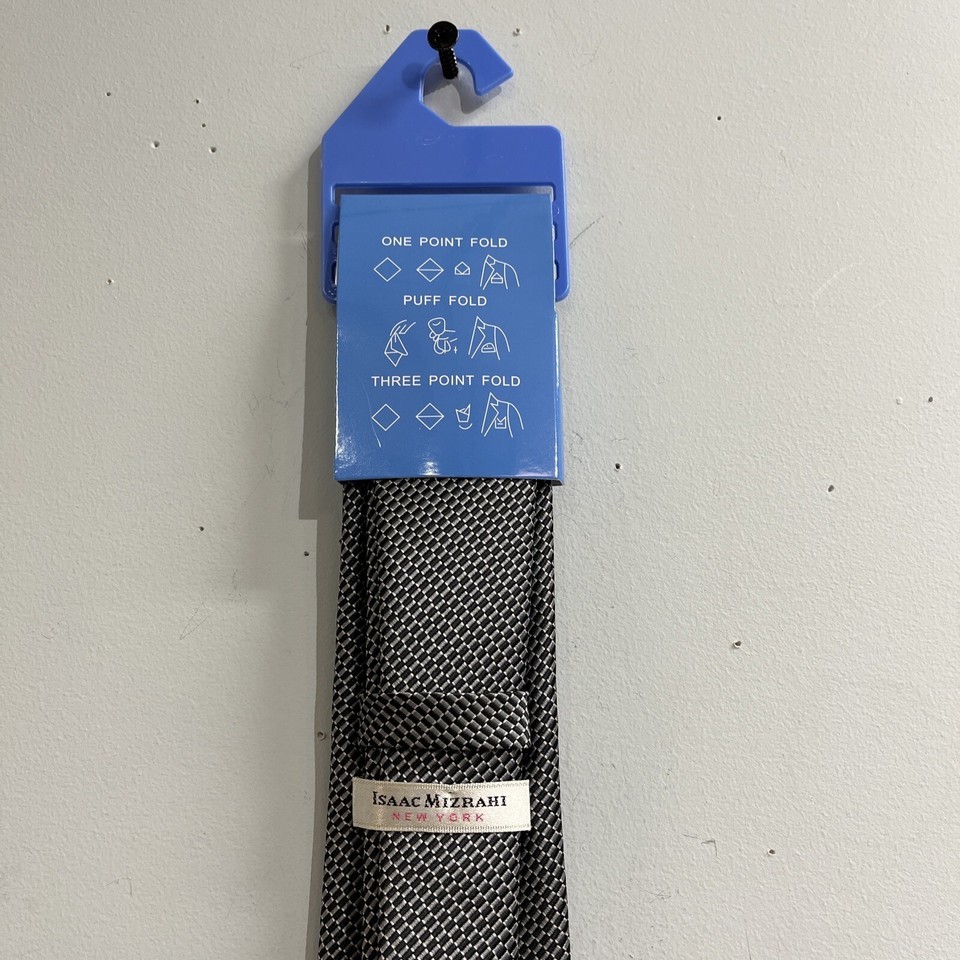 ONE POINT FOLD
PUFF FOLD
THREE POINT FOLD
ISAAC MIZRAHI
NEW YORK